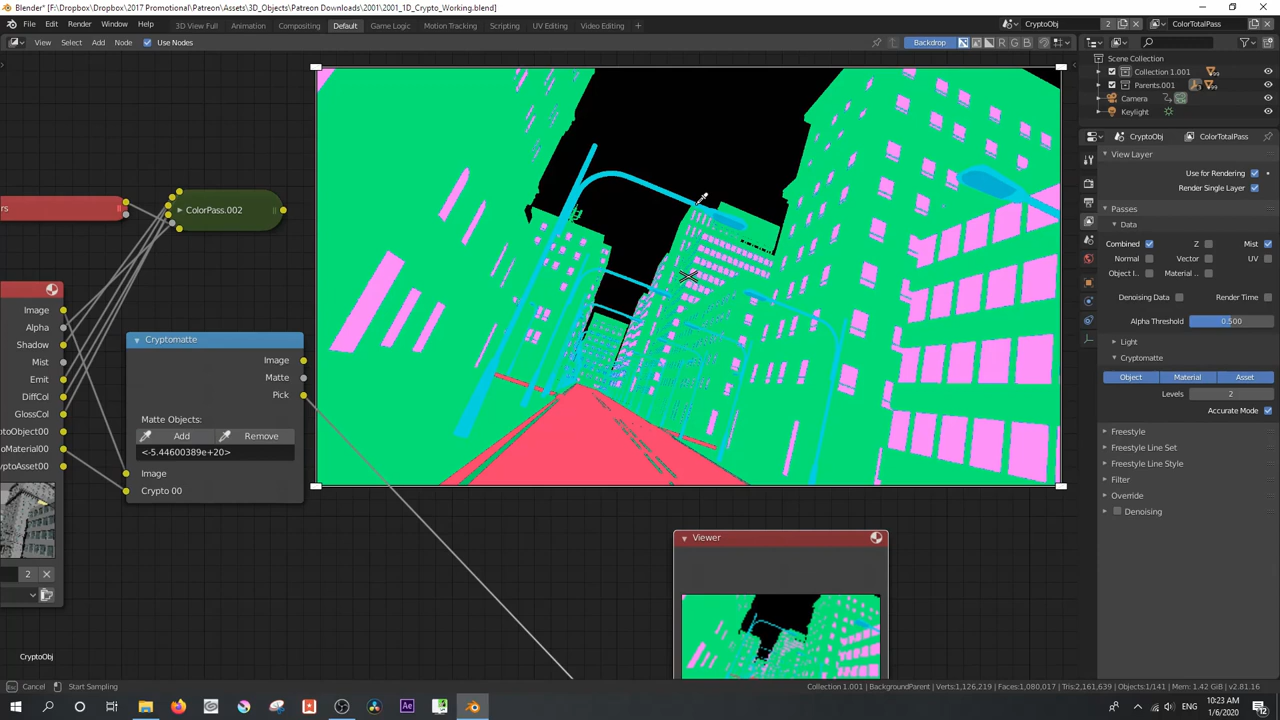 Blender* [F:\Dropbox\Dropbox\2017 Promotional\Patreon\Assets\3D_Objects\Patreon Downloads\2001\2001_1D_Crypto_Working.blend]
File Edit Render Window Help 3D View Full Animation Compositing Default Motion Tracking Scripting UV Editing Video Editing + CryptoObj 2 ColorTotalPass
View Select Add Node Use Nodes Backdrop R G B
Scene Collection
Collection 1.001
Parents.001
Camera
Keylight
CryptoObj ColorTotalPass
View Layer
Use for Rendering
Render Single Layer
Passes
Data
Combined Z Mist
Normal Vector UV
Object I.. Material ..
Denoising Data Render Time
Alpha Threshold 0.500
Light
Cryptomatte
Object Material Asset
Levels 2
Accurate Mode
Freestyle
Freestyle Line Set
Freestyle Line Style
Filter
Override
Denoising
ColorPass.002
Image
Alpha
Shadow
Mist
Emit
DiffCol
GlossCol
ptoObject00
oMaterial00
ryptoAsset00
2
Cryptomatte
Image
Matte
Pick
Matte Objects:
Add Remove
<-5.44600389e+20>
Image
Crypto 00
Viewer
CryptoObj
Cancel Start Sampling Collection 1.001 | BackgroundParent | Verts:1,126,219 | Faces:1,080,017 | Tris:2,161,639 | Objects:1/141 | Mem: 1.42 GiB | v2.81.16
10:23 AM
1/6/2020
12